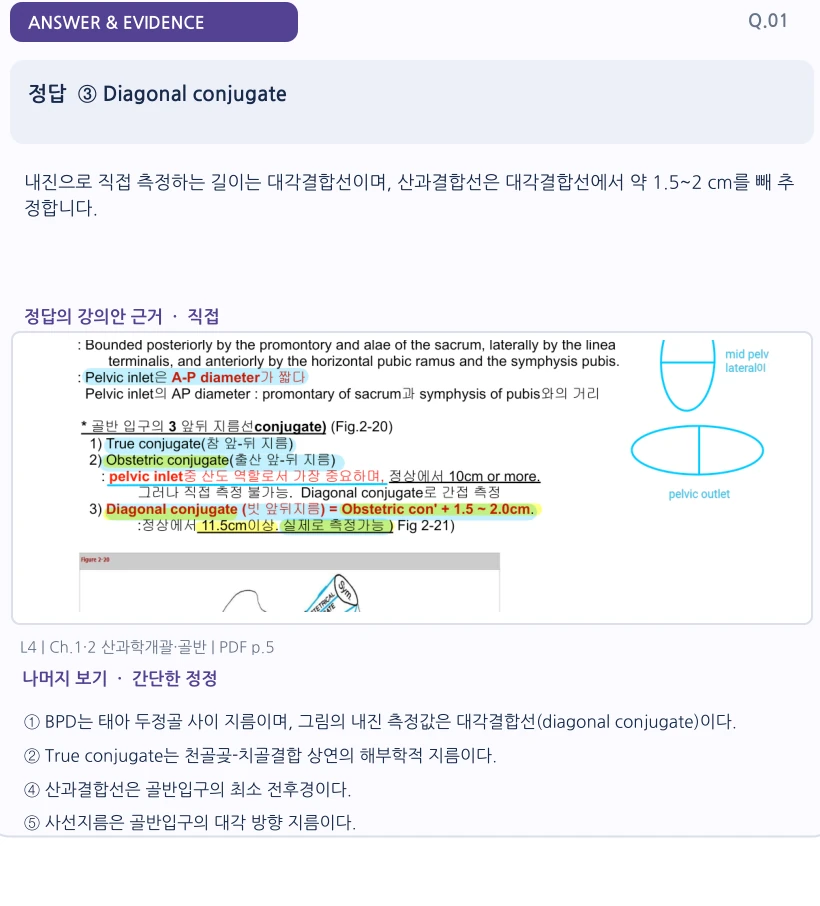 ANSWER & EVIDENCE
Q.01
정답 ③ Diagonal conjugate
내진으로 직접 측정하는 길이는 대각결합선이며, 산과결합선은 대각결합선에서 약 1.5~2 cm를 빼 추
정합니다.
정답의 강의안 근거 · 직접
: Bounded posteriorly by the promontory and alae of the sacrum, laterally by the linea
terminalis, and anteriorly by the horizontal pubic ramus and the symphysis pubis.
: Pelvic inlet은 A-P diameter가 짧다
Pelvic inlet의 AP diameter : promontary of sacrum과 symphysis of pubis와의 거리
* 골반 입구의 3 앞뒤 지름선conjugate) (Fig.2-20)
1) True conjugate(참 앞-뒤 지름)
2) Obstetric conjugate(출산 앞-뒤 지름)
: pelvic inlet중 산도 역할로서 가장 중요하며, 정상에서 10cm or more.
그러나 직접 측정 불가능. Diagonal conjugate로 간접 측정
3) Diagonal conjugate (빗 앞뒤지름) = Obstetric con' + 1.5 ~ 2.0cm.
:정상에서 11.5cm이상. 실제로 측정가능 ) Fig 2-21)
mid pelv
lateral이
pelvic outlet
Figure 2-20
Sym.
L4 | Ch.1·2 산과학개괄·골반 | PDF p.5
나머지 보기 · 간단한 정정
① BPD는 태아 두정골 사이 지름이며, 그림의 내진 측정값은 대각결합선(diagonal conjugate)이다.
② True conjugate는 천골곶-치골결합 상연의 해부학적 지름이다.
④ 산과결합선은 골반입구의 최소 전후경이다.
⑤ 사선지름은 골반입구의 대각 방향 지름이다.